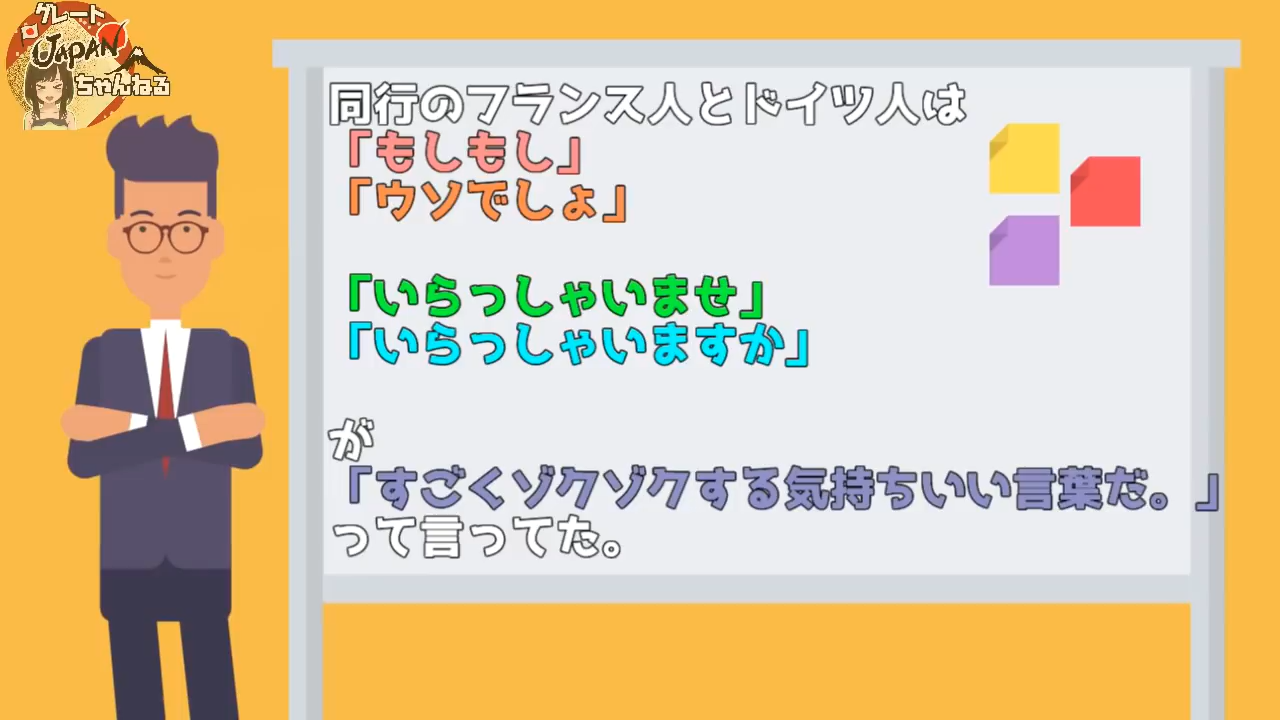 グレート
JAPAN
ちゃんねる
同行のフランス人とドイツ人は
「もしもし」
「ウソでしょ」
「いらっしゃいませ」
「いらっしゃいますか」
が
「すごくゾクゾクする気持ちいい言葉だ。」
って言ってた。